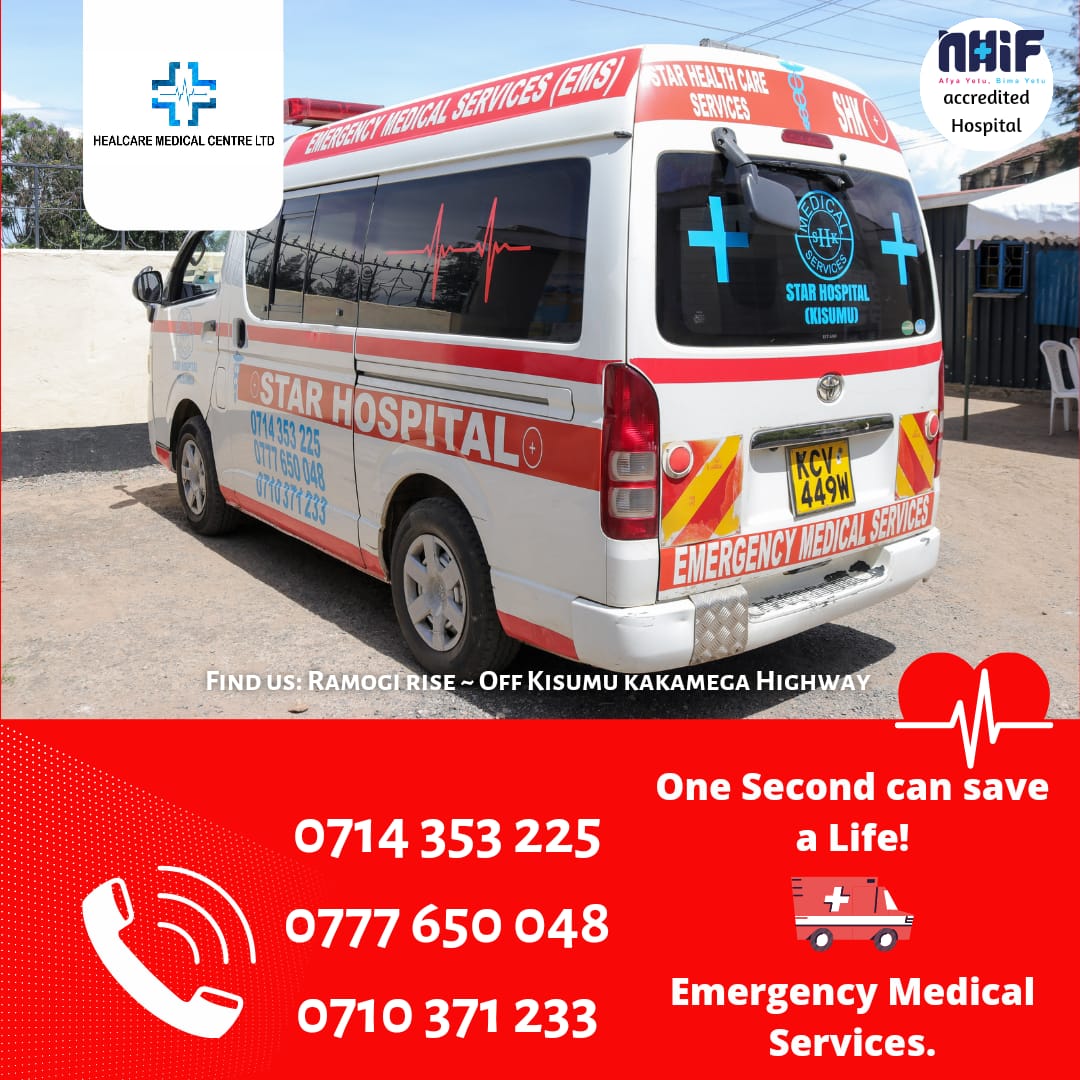 HEALCARE MEDICAL CENTRE LTD
NHiF
Afya Yetu, Bima Yetu
accredited
Hospital
EMERGENCY MEDICAL SERVICES (EMS)
STAR HEALTH CARE
SERVICES
SHK
MEDICAL
SHK
SERVICES
STAR HOSPITAL
(KISUMU)
STAR HOSPITAL
0714 353 225
0777 650 048
0710 371 233
KCV
449W
EMERGENCY MEDICAL SERVICES
Find us: Ramogi rise ~ Off Kisumu kakamega Highway
0714 353 225
0777 650 048
0710 371 233
One Second can save
a Life!
Emergency Medical
Services.